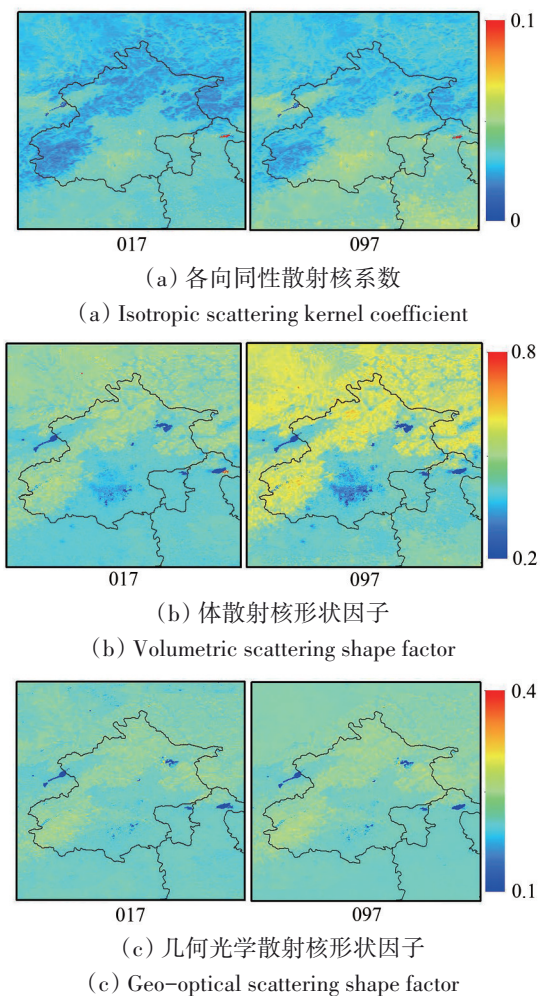 0.1
0
017 097
(a) 各向同性散射核系数
(a) Isotropic scattering kernel coefficient
0.8
0.2
017 097
(b) 体散射核形状因子
(b) Volumetric scattering shape factor
0.4
0.1
017 097
(c) 几何光学散射核形状因子
(c) Geo-optical scattering shape factor